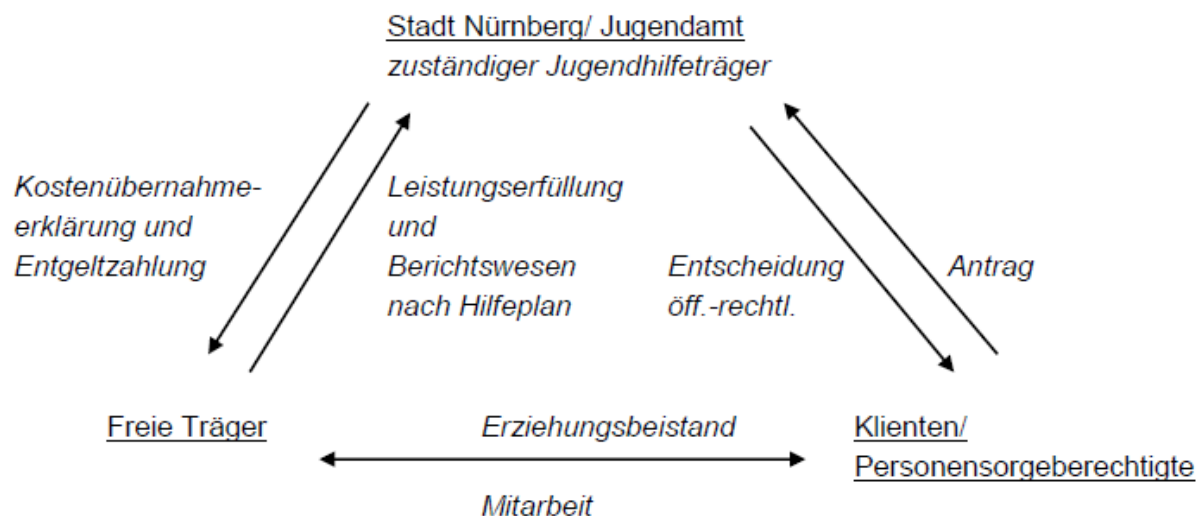 Stadt Nürnberg/ Jugendamt
zuständiger Jugendhilfeträger
Kostenübernahme-
erklärung und
Entgeltzahlung
Leistungserfüllung
und
Berichtswesen
nach Hilfeplan
Entscheidung
öff.-rechtl.
Antrag
Freie Träger
Erziehungsbeistand
Mitarbeit
Klienten/
Personensorgeberechtigte